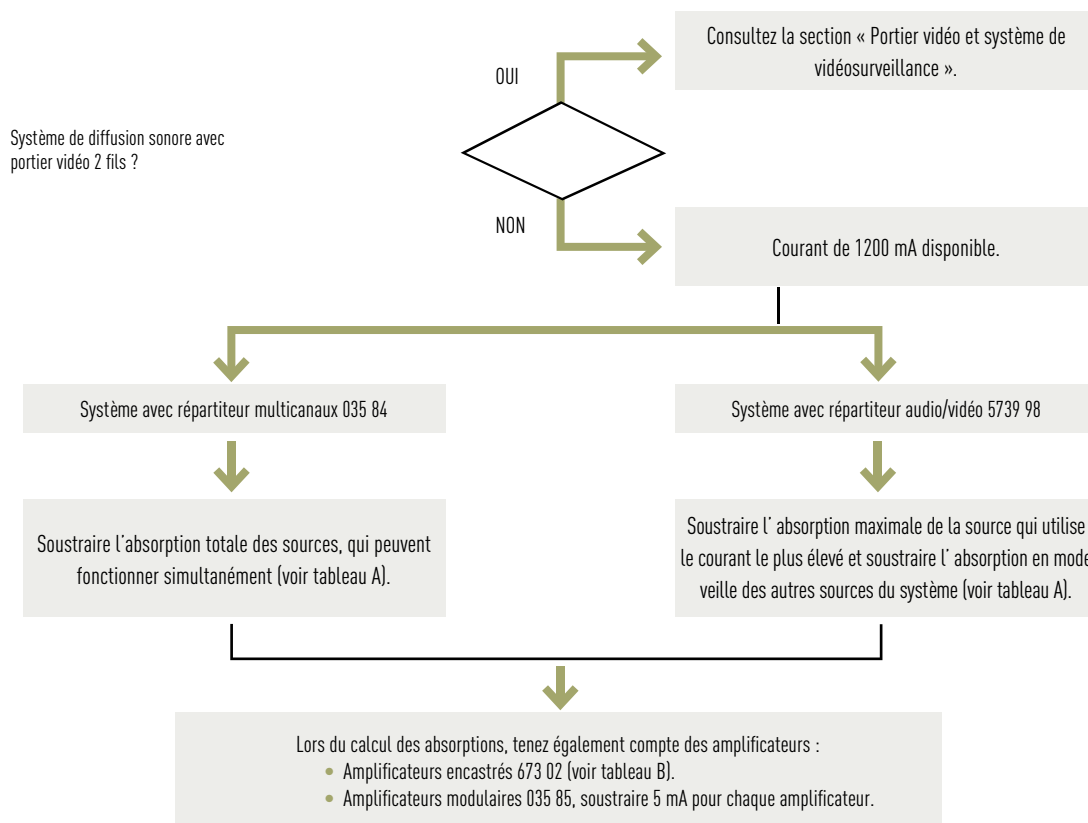 Consultez la section « Portier vidéo et système de
vidéosurveillance ».
OUI
Système de diffusion sonore avec
portier vidéo 2 fils ?
NON
Courant de 1200 mA disponible.
Système avec répartiteur multicanaux 035 84
Système avec répartiteur audio/vidéo 5739 98
Soustraire l'absorption totale des sources, qui peuvent
fonctionner simultanément (voir tableau A).
Soustraire l' absorption maximale de la source qui utilise
le courant le plus élevé et soustraire l' absorption en mode
veille des autres sources du système (voir tableau A).
Lors du calcul des absorptions, tenez également compte des amplificateurs :
• Amplificateurs encastrés 673 02 (voir tableau B).
• Amplificateurs modulaires 035 85, soustraire 5 mA pour chaque amplificateur.